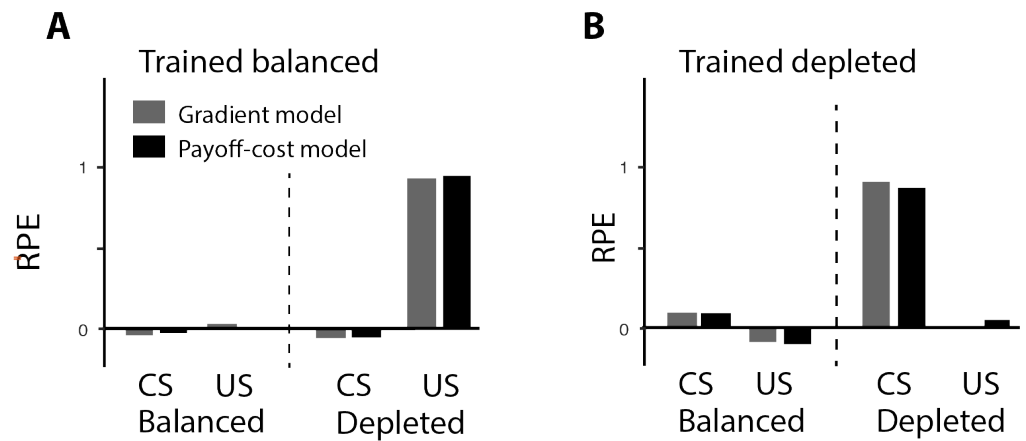 A
Trained balanced
Gradient model
Payoff-cost model
1
RPE
0
CS US CS US
Balanced Depleted
B
Trained depleted
1
RPE
0
CS US CS US
Balanced Depleted